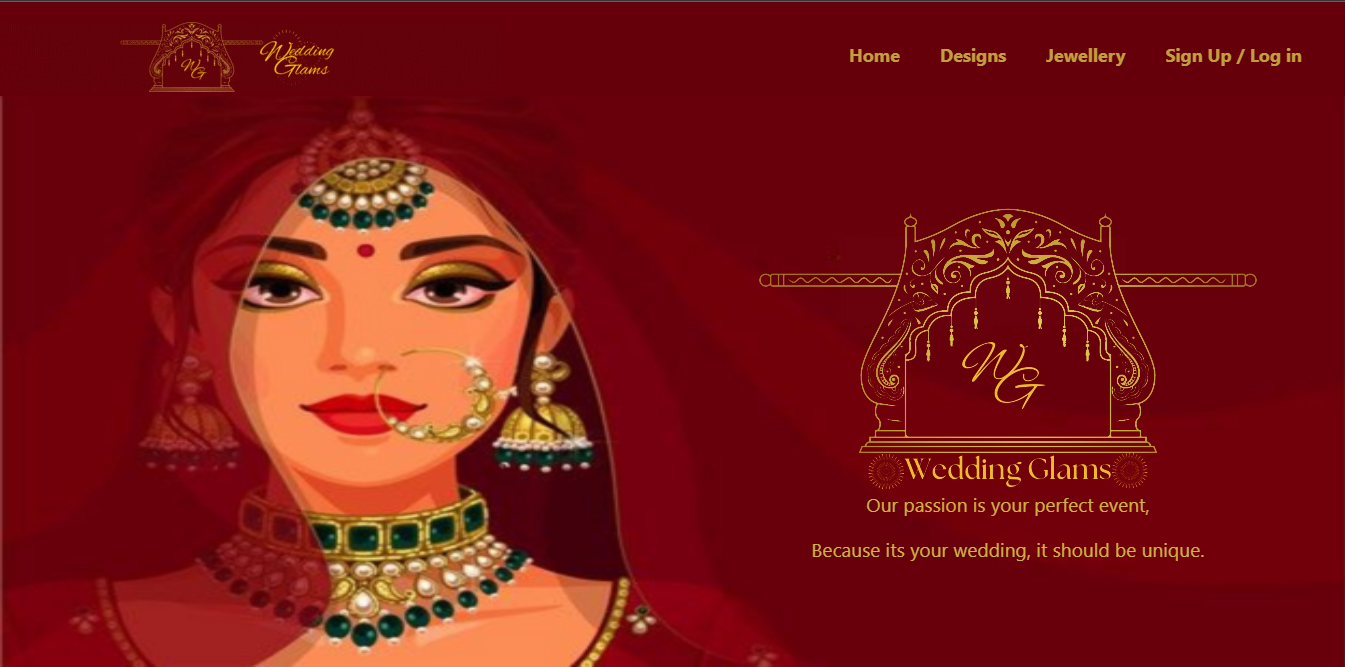 WG
Wedding
Glams
Home
Designs
Jewellery
Sign Up / Log in
WG
Wedding Glams
Our passion is your perfect event,
Because its your wedding, it should be unique.